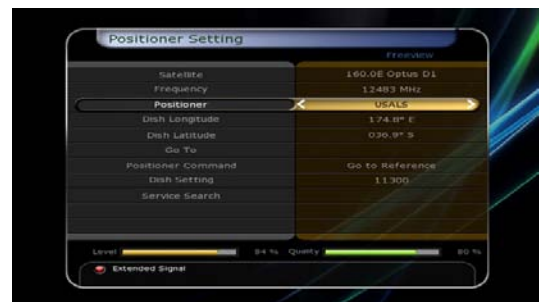 Positioner Setting
Freeview
Satellite 160.0E Optus D1
Frequency 12483 MHz
Positioner USALS
Dish Longitude 174.8° E
Dish Latitude 036.9° S
Go To
Positioner Command Go to Reference
Dish Setting 11300
Service Search
Level 84 % Quality 80 %
Extended Signal